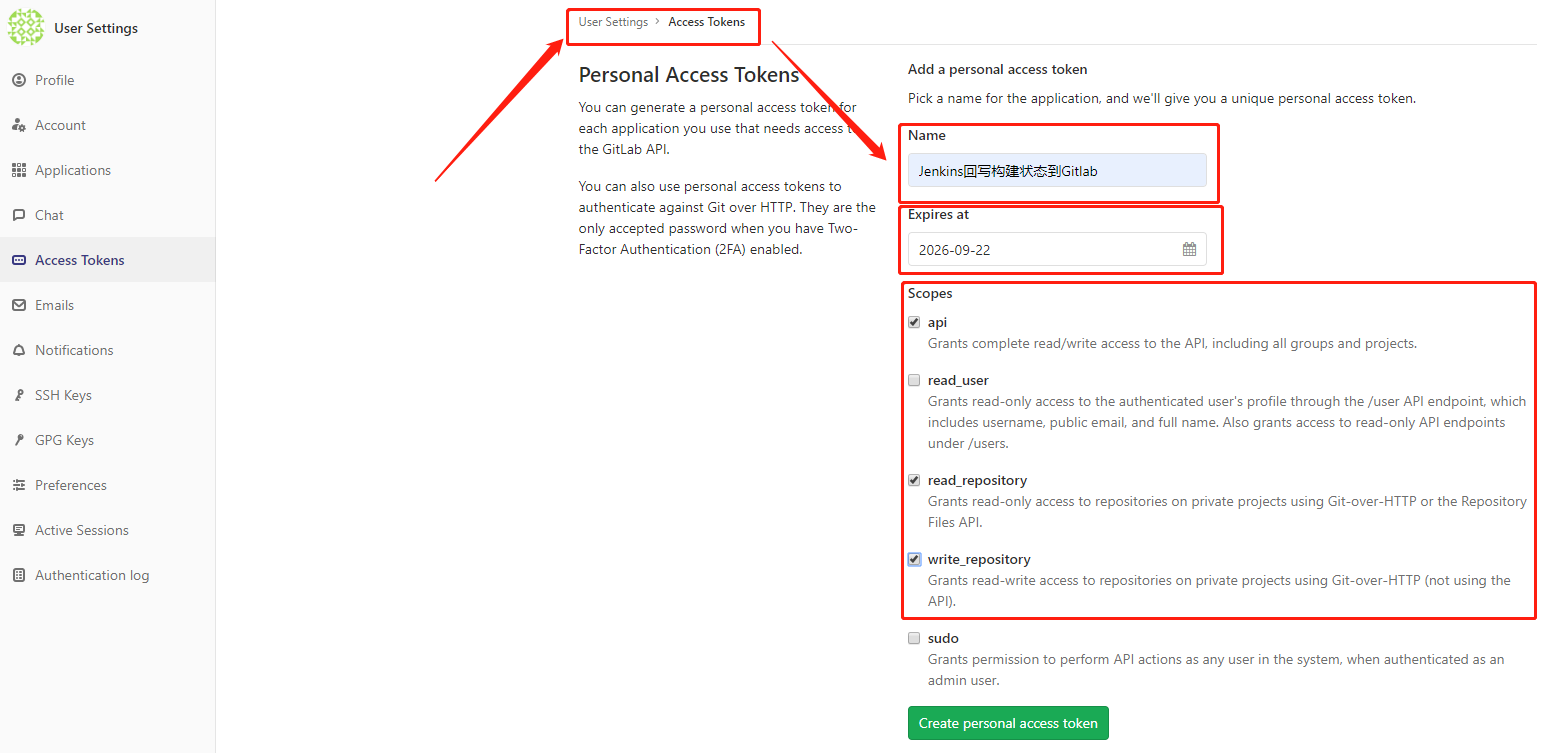 User Settings
Profile
Account
Applications
Chat
Access Tokens
Emails
Notifications
SSH Keys
GPG Keys
Preferences
Active Sessions
Authentication log
User Settings > Access Tokens
Personal Access Tokens
You can generate a personal access token for
each application you use that needs access t
the GitLab API.
You can also use personal access tokens to
authenticate against Git over HTTP. They are the
only accepted password when you have Two-
Factor Authentication (2FA) enabled.
Add a personal access token
Pick a name for the application, and we'll give you a unique personal access token.
Name
Jenkins回写构建状态到Gitlab
Expires at
2026-09-22
Scopes
api
Grants complete read/write access to the API, including all groups and projects.
read_user
Grants read-only access to the authenticated user's profile through the /user API endpoint, which
includes username, public email, and full name. Also grants access to read-only API endpoints
under /users.
read_repository
Grants read-only access to repositories on private projects using Git-over-HTTP or the Repository
Files API.
write_repository
Grants read-write access to repositories on private projects using Git-over-HTTP (not using the
API).
sudo
Grants permission to perform API actions as any user in the system, when authenticated as an
admin user.
Create personal access token